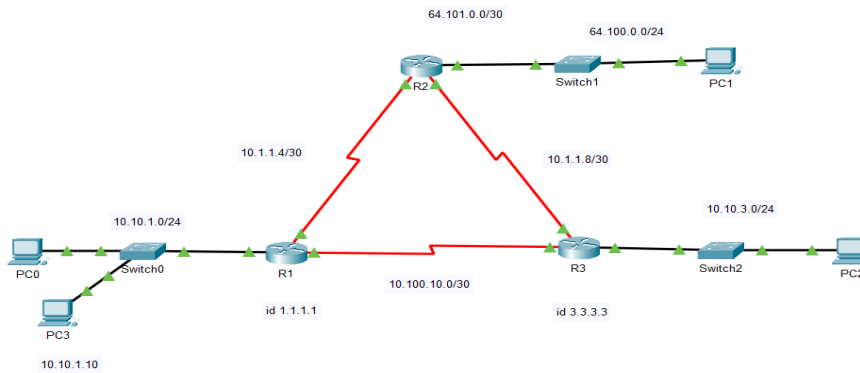 64.101.0.0/30
64.100.0.0/24
R2
Switch1
PC1
10.1.1.4/30
10.1.1.8/30
10.10.1.0/24
10.10.3.0/24
PC0
Switch0
R1
R3
Switch2
PC2
10.100.10.0/30
PC3
id 1.1.1.1
id 3.3.3.3
10.10.1.10